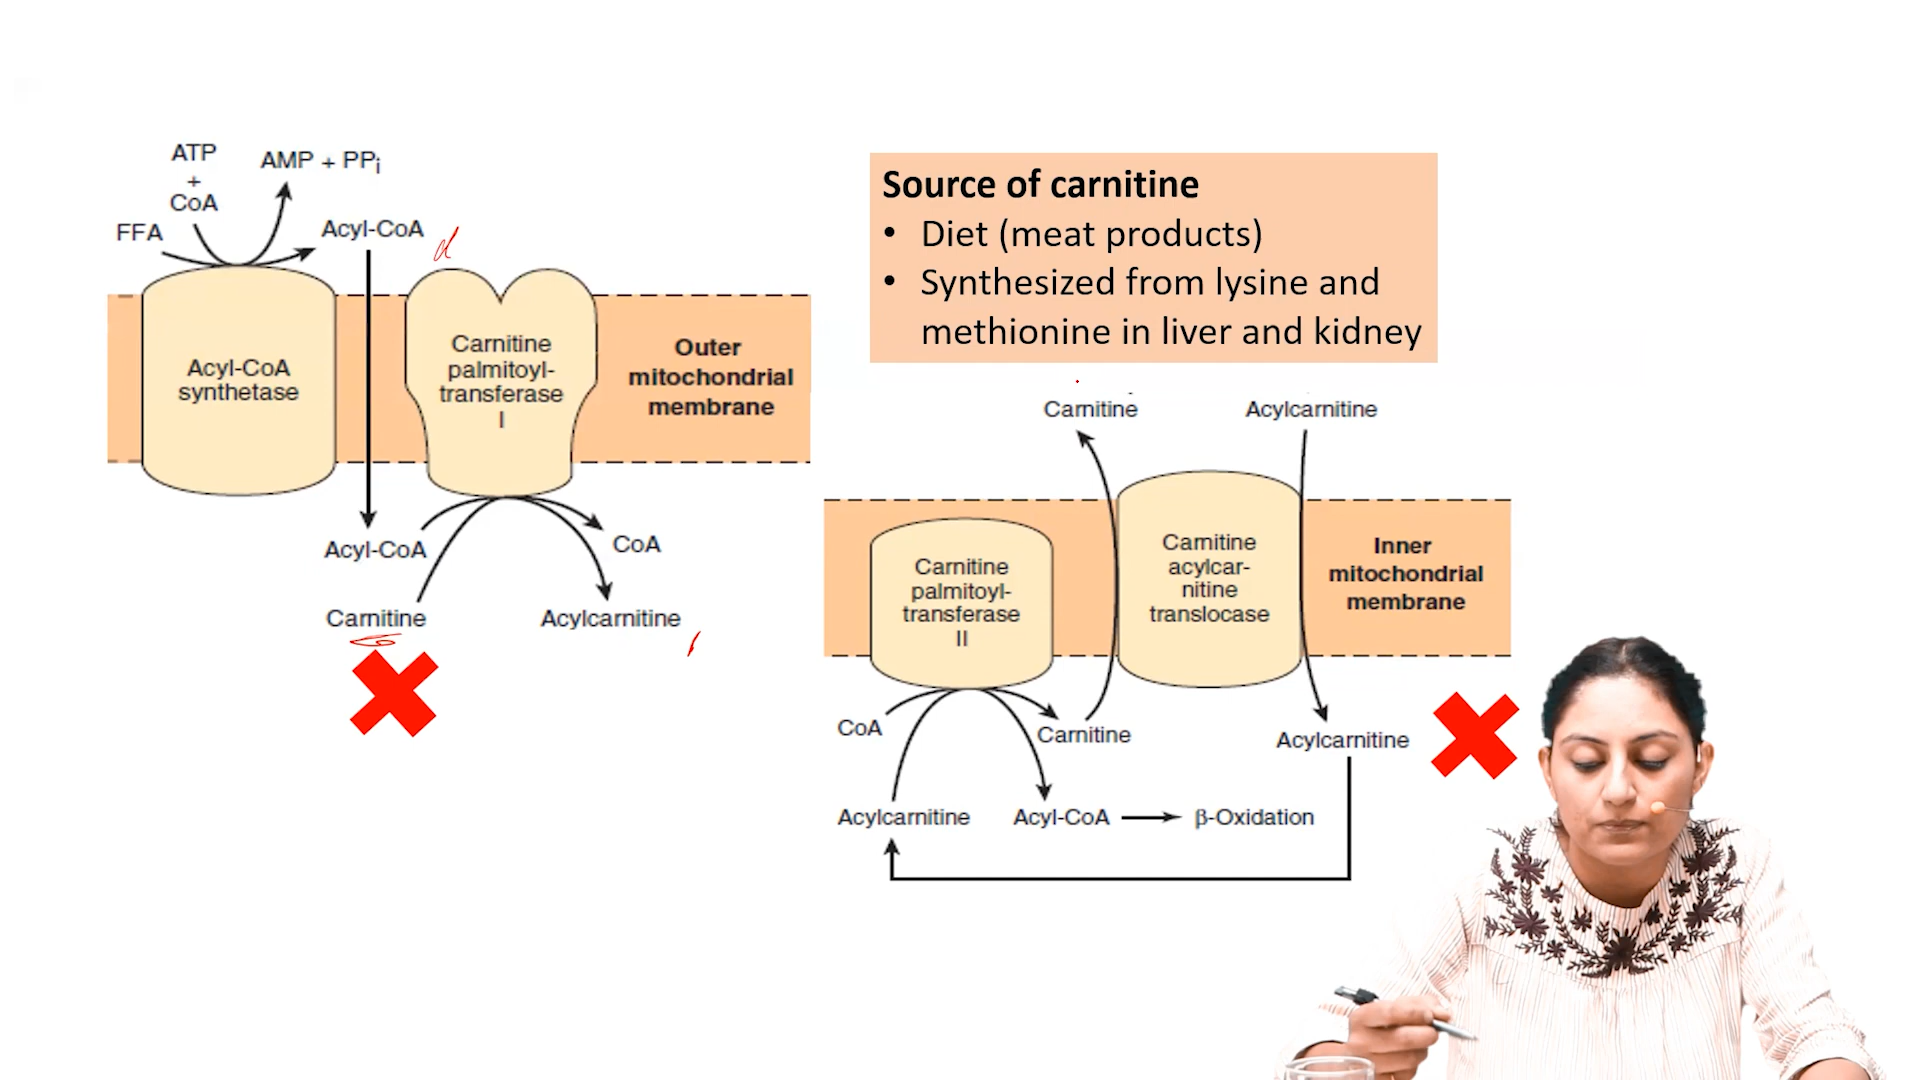 ATP
+
CoA
AMP + PPi
FFA
Acyl-CoA
Acyl-CoA
synthetase
Carnitine
palmitoyl-
transferase
I
Outer
mitochondrial
membrane
Acyl-CoA
CoA
Carnitine
Acylcarnitine
Source of carnitine
• Diet (meat products)
• Synthesized from lysine and
methionine in liver and kidney
Carnitine
Acylcarnitine
Carnitine
palmitoyl-
transferase
II
Carnitine
acylcar-
nitine
translocase
Inner
mitochondrial
membrane
CoA
Carnitine
Acylcarnitine
Acylcarnitine
Acyl-CoA
β-Oxidation